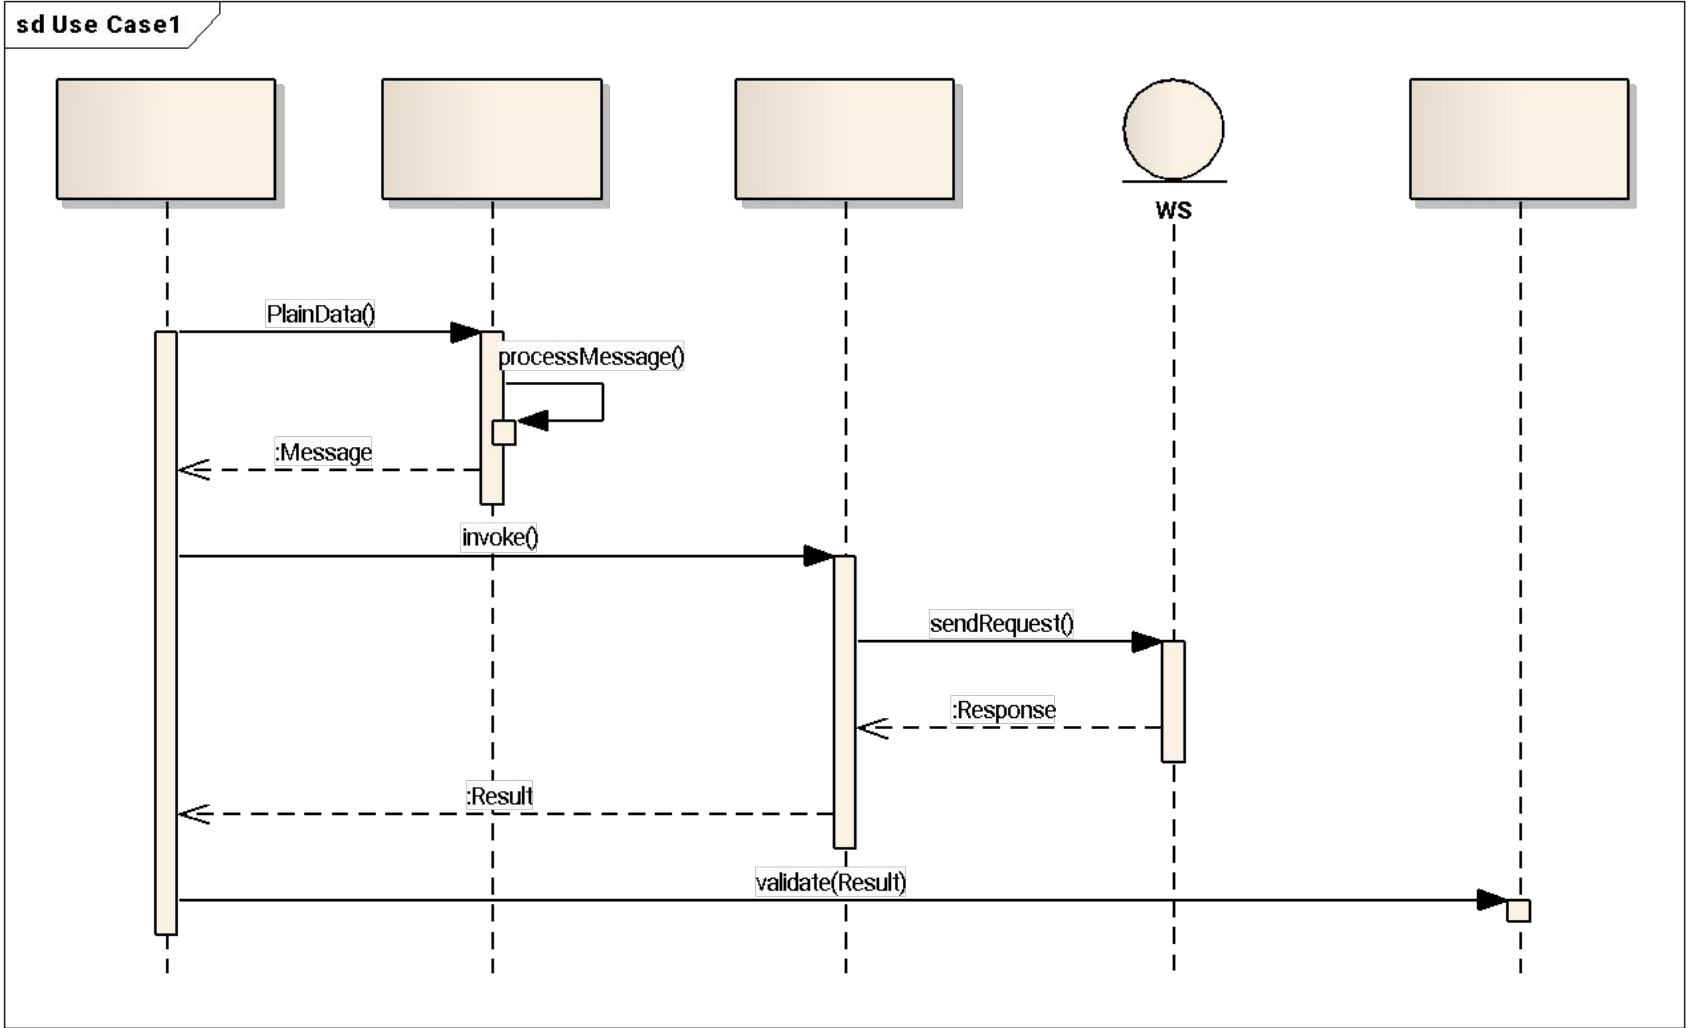 sd Use Case1
WS
PlainData()
processMessage()
:Message
invoke()
sendRequest()
:Response
:Result
validate(Result)